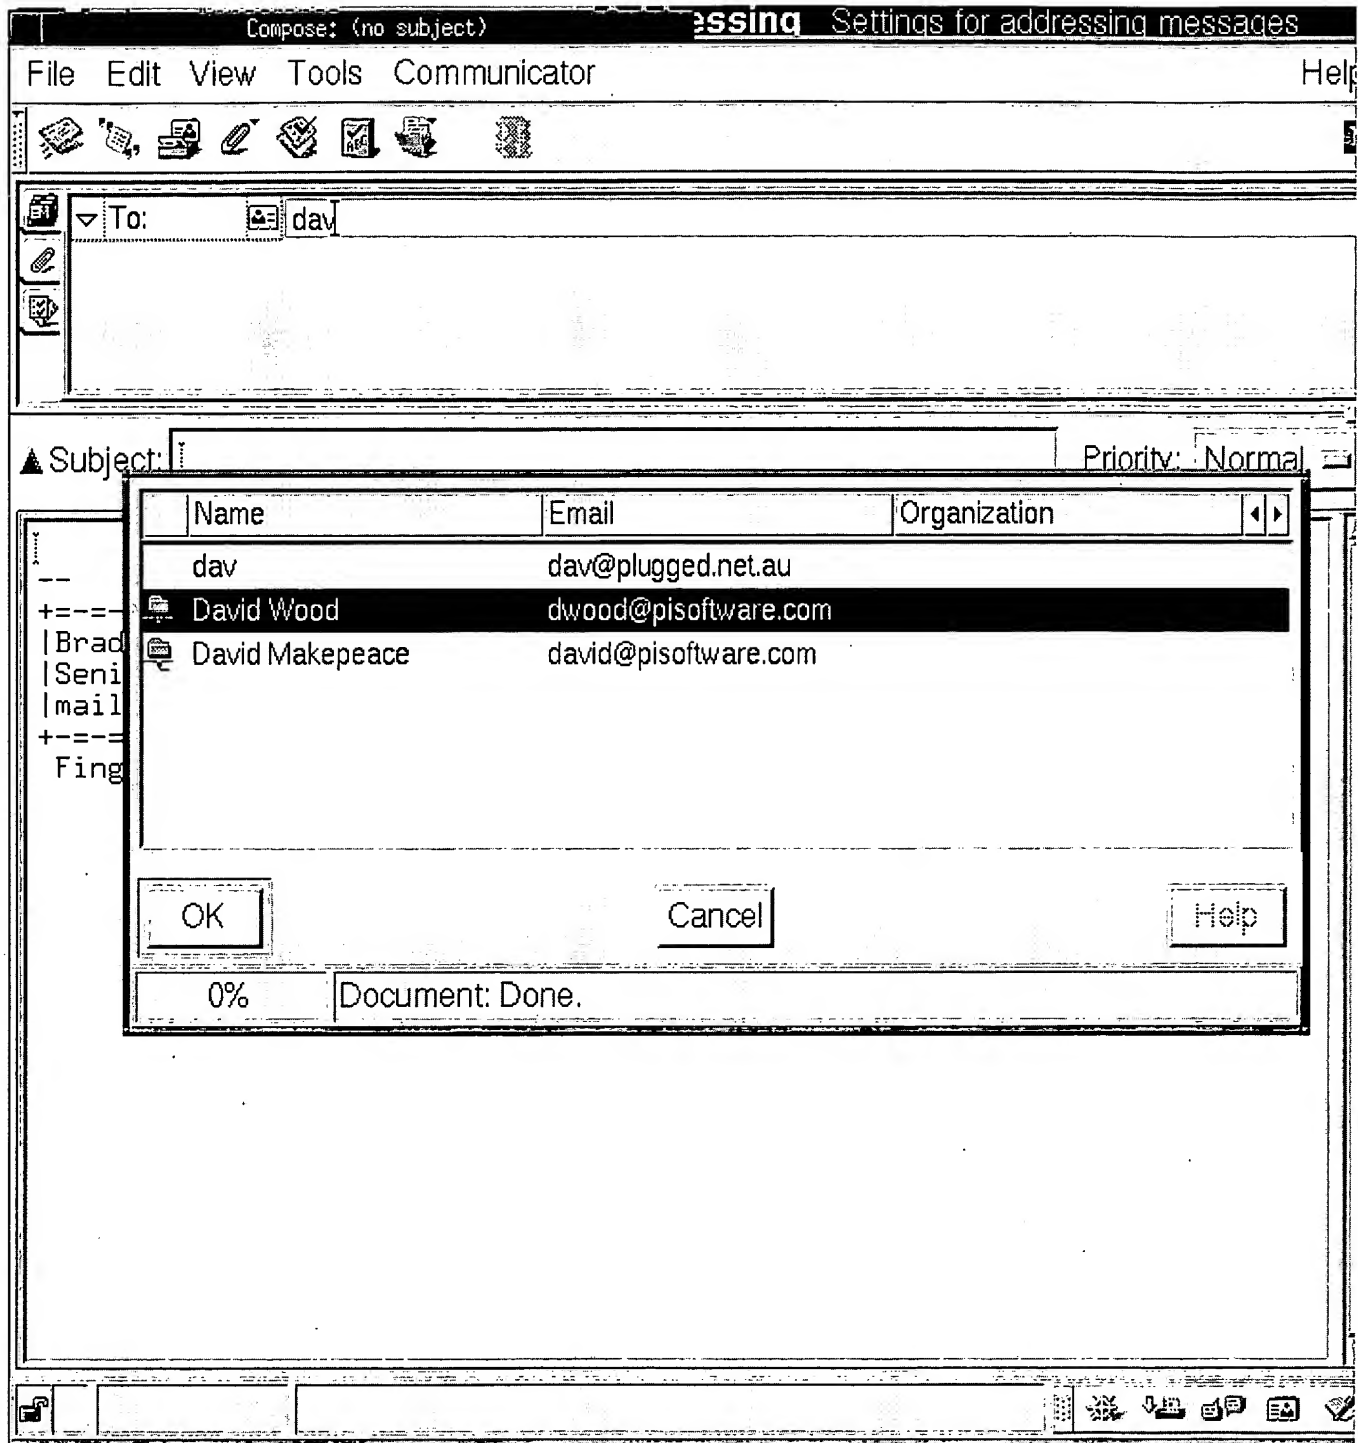 Compose: (no subject) essing Settings for addressing messages
File Edit View Tools Communicator Help
To: dav
Subject: Priority: Normal
Name Email Organization
dav dav@plugged.net.au
David Wood dwood@pisoftware.com
David Makepeace david@pisoftware.com
--
+=-=-
|Brad
|Seni
|mail
+-=-=
Fing
OK Cancel Help
0% Document: Done.